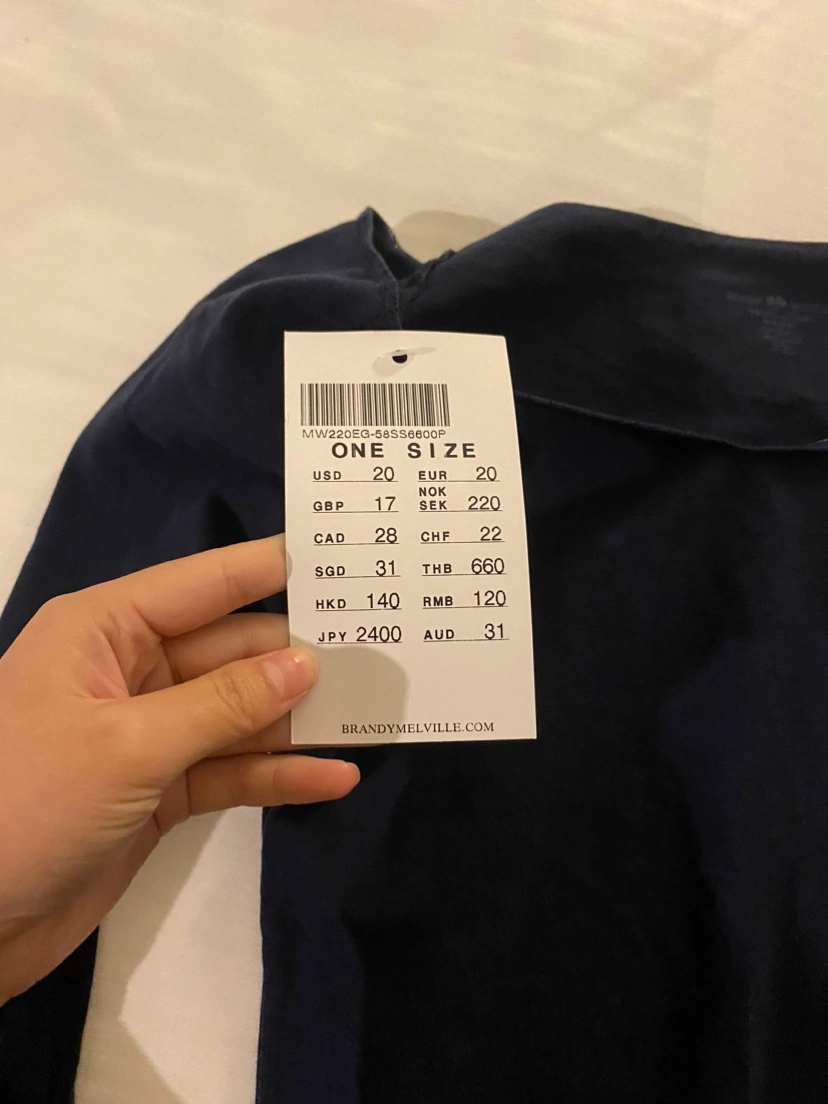 MW220EG-58SS6600P
ONE SIZE
USD 20 EUR 20
NOK
GBP 17 SEK 220
CAD 28 CHF 22
SGD 31 THB 660
HKD 140 RMB 120
JPY 2400 AUD 31
BRANDYMELVILLE.COM